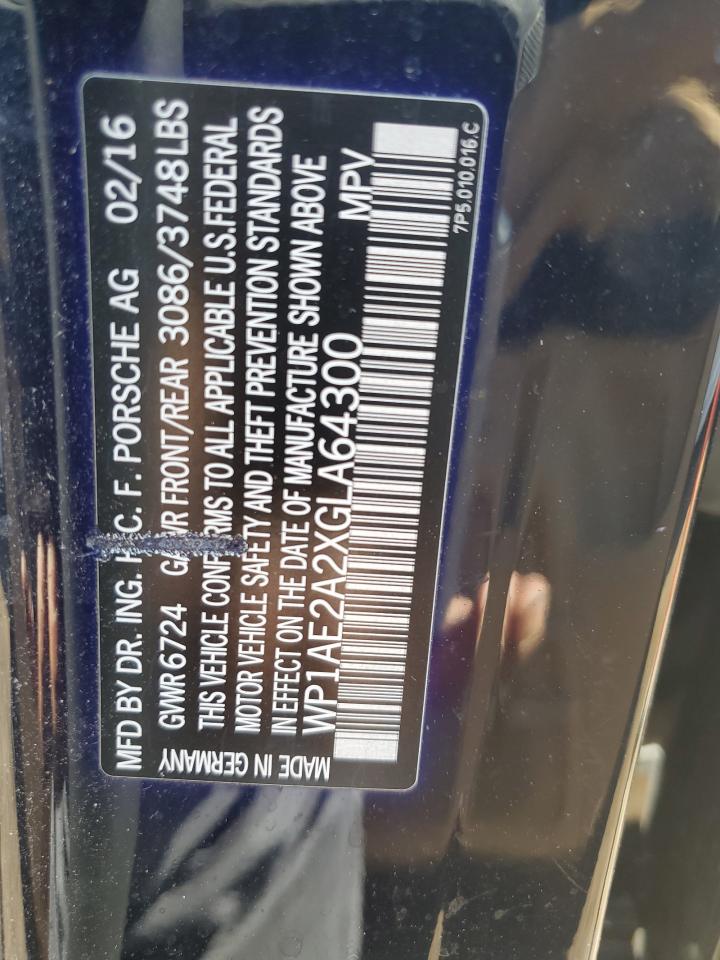 MFD BY DR. ING. H.C. F. PORSCHE AG 02/16
GVWR 6724 GAWR FRONT/REAR 3086/3748 LBS
THIS VEHICLE CONFORMS TO ALL APPLICABLE U.S. FEDERAL
MOTOR VEHICLE SAFETY AND THEFT PREVENTION STANDARDS
IN EFFECT ON THE DATE OF MANUFACTURE SHOWN ABOVE
WP1AE2A2XGLA64300 MPV
7P5.010.016.C
MADE IN GERMANY